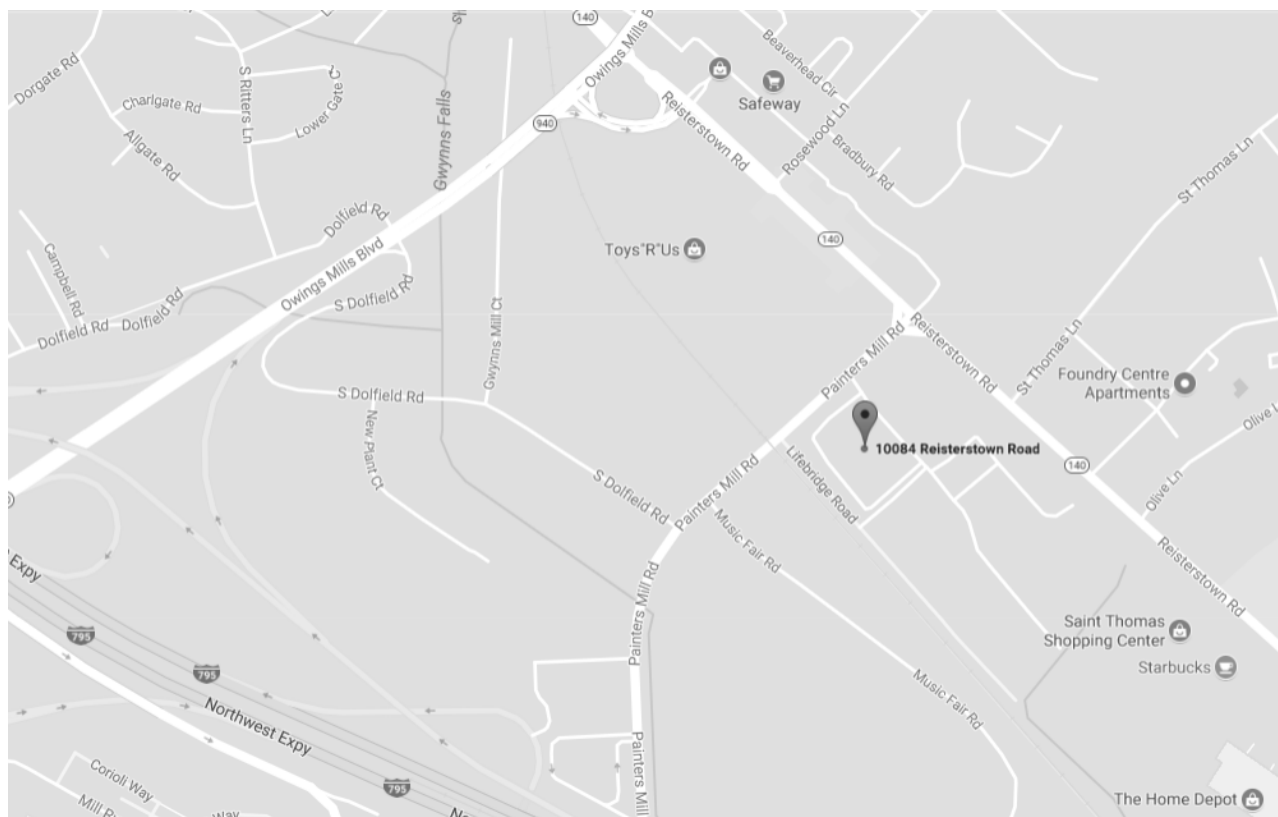 140
Owings Mills B
Beaverhead Cir
Dorgate Rd
S Ritters Ln
Charlgate Rd
Lower Gate C
Safeway
Gwynns Falls
Reisterstown Rd
940
Allgate Rd
Rosewood Ln
Bradbury Rd
St Thomas Ln
Dolfield Rd
Toys"R"Us
140
Campbell Rd
Owings Mills Blvd
S Dolfield Rd
Dolfield Rd
Dolfield Rd
Gwynns Mill Ct
Painters Mill Rd
Reisterstown Rd
St Thomas Ln
Foundry Centre
Apartments
S Dolfield Rd
New Plant Ct
Olive L
10084 Reisterstown Road
140
Lifebridge Road
Painters Mill Rd
S Dolfield Rd
Olive Ln
Music Fair Rd
Reisterstown Rd
Expy
Painters Mill Rd
795
Saint Thomas
Shopping Center
Starbucks
795
Northwest Expy
Music Fair Rd
Painters Mill
Corioli Way
795
The Home Depot
Way